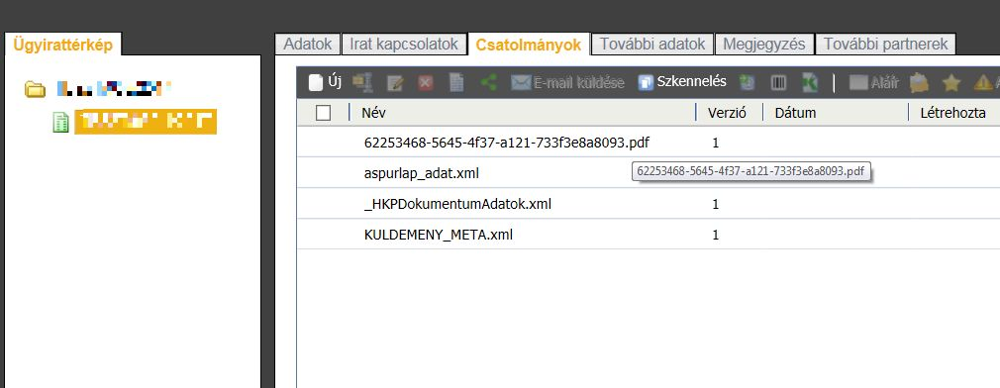 Ügyirattérkép
Adatok Irat kapcsolatok Csatolmányok További adatok Megjegyzés További partnerek
Új E-mail küldése Szkennelés Aláír
Név Verzió Dátum Létrehozta
62253468-5645-4f37-a121-733f3e8a8093.pdf 1
62253468-5645-4f37-a121-733f3e8a8093.pdf
aspurlap_adat.xml
_HKPDokumentumAdatok.xml 1
KULDEMENY_META.xml 1